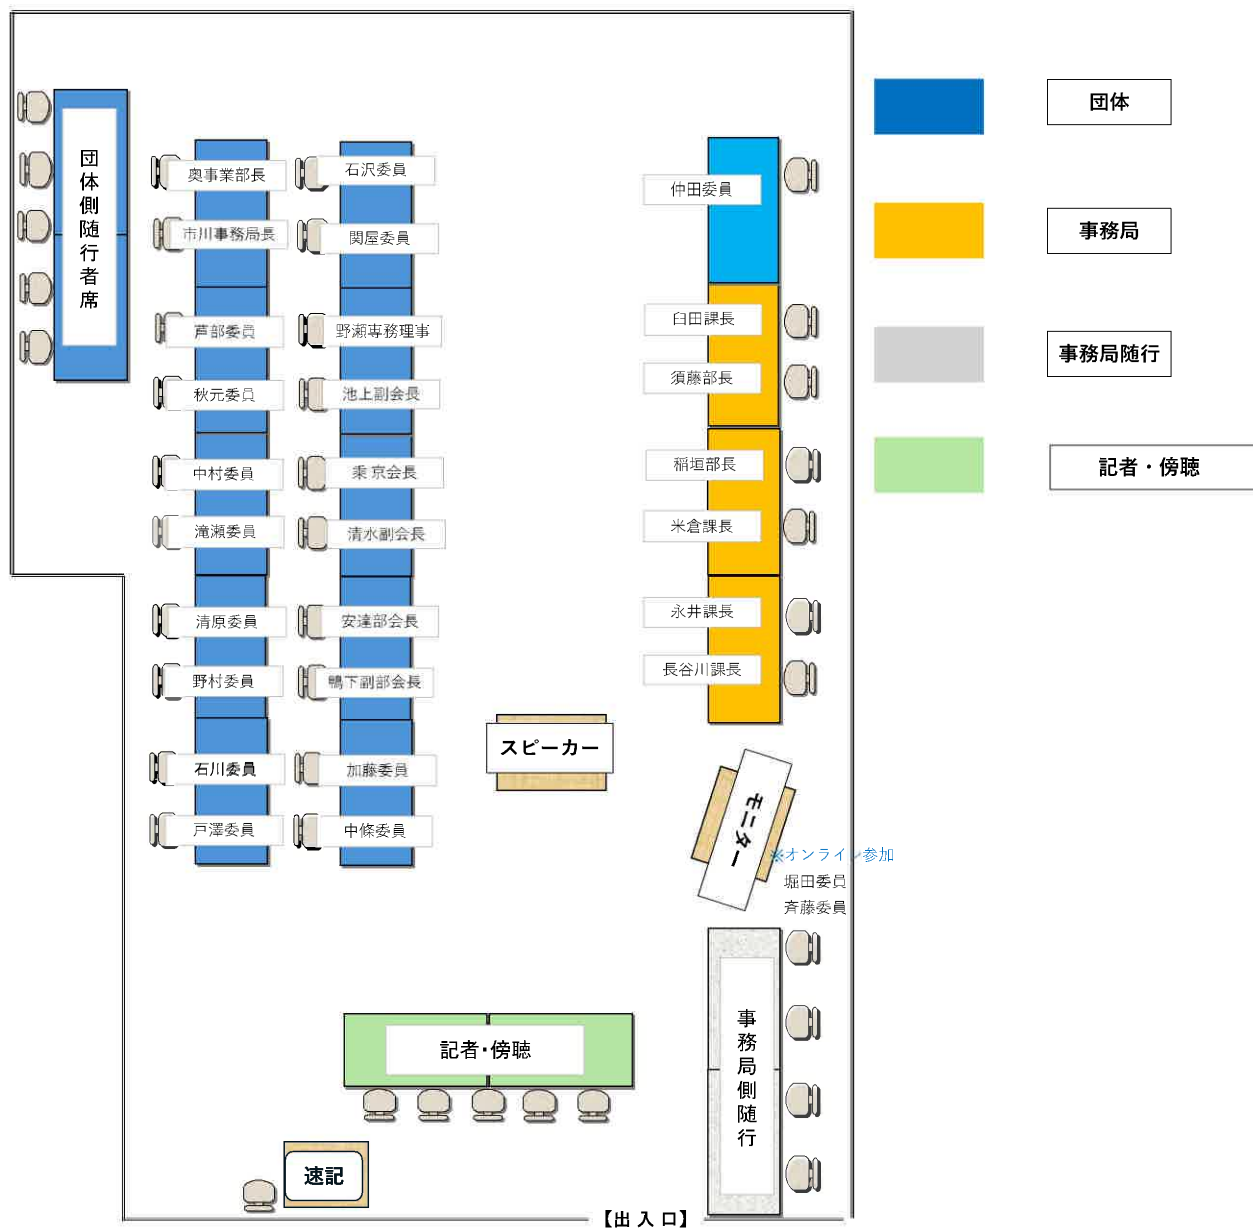 団体側随行者席
奥事業部長
市川事務局長
芦部委員
秋元委員
中村委員
滝瀬委員
清原委員
野村委員
石川委員
戸澤委員
石沢委員
関屋委員
野瀬専務理事
池上副会長
乗京会長
清水副会長
安達部会長
鴨下副部会長
加藤委員
中條委員
仲田委員
臼田課長
須藤部長
稲垣部長
米倉課長
永井課長
長谷川課長
スピーカー
モニター
※オンライン参加
堀田委員
斉藤委員
事務局側随行
記者・傍聴
速記
【出入口】
団体
事務局
事務局随行
記者・傍聴